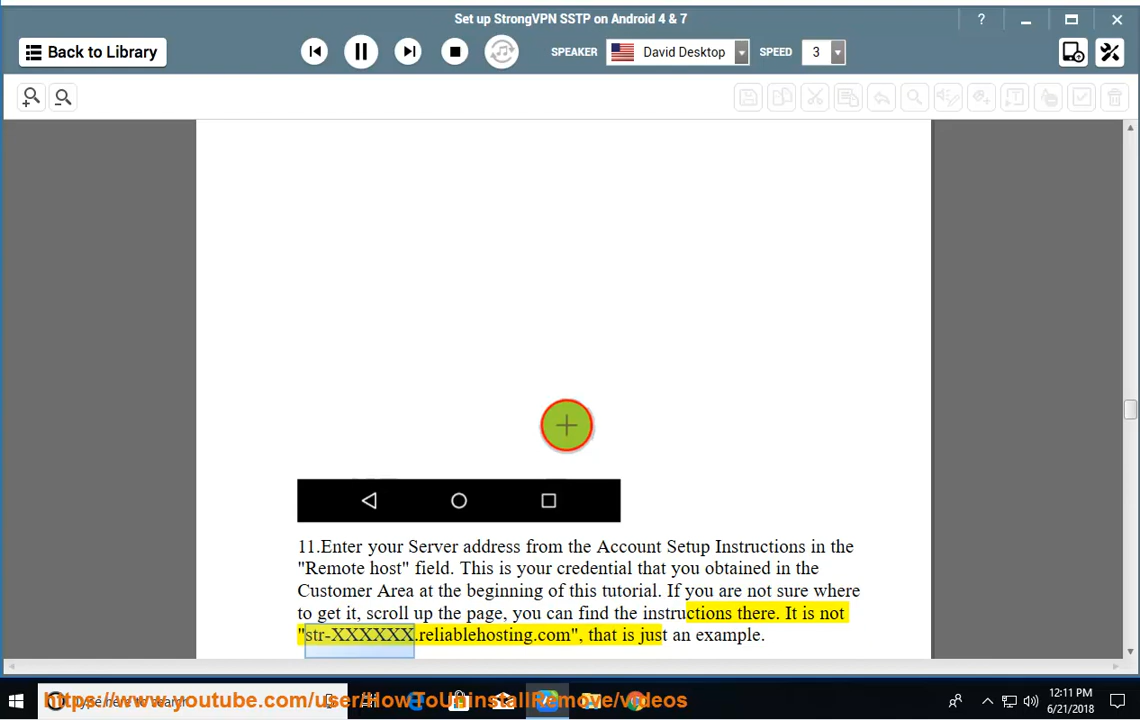 Set up StrongVPN SSTP on Android 4 & 7
?
Back to Library
SPEAKER
David Desktop
SPEED
3
11.Enter your Server address from the Account Setup Instructions in the
"Remote host" field. This is your credential that you obtained in the
Customer Area at the beginning of this tutorial. If you are not sure where
to get it, scroll up the page, you can find the instructions there. It is not
"str-XXXXXX.reliablehosting.com", that is just an example.
Type here to search
https://www.youtube.com/user/HowToUninstallRemove/videos
12:11 PM
6/21/2018